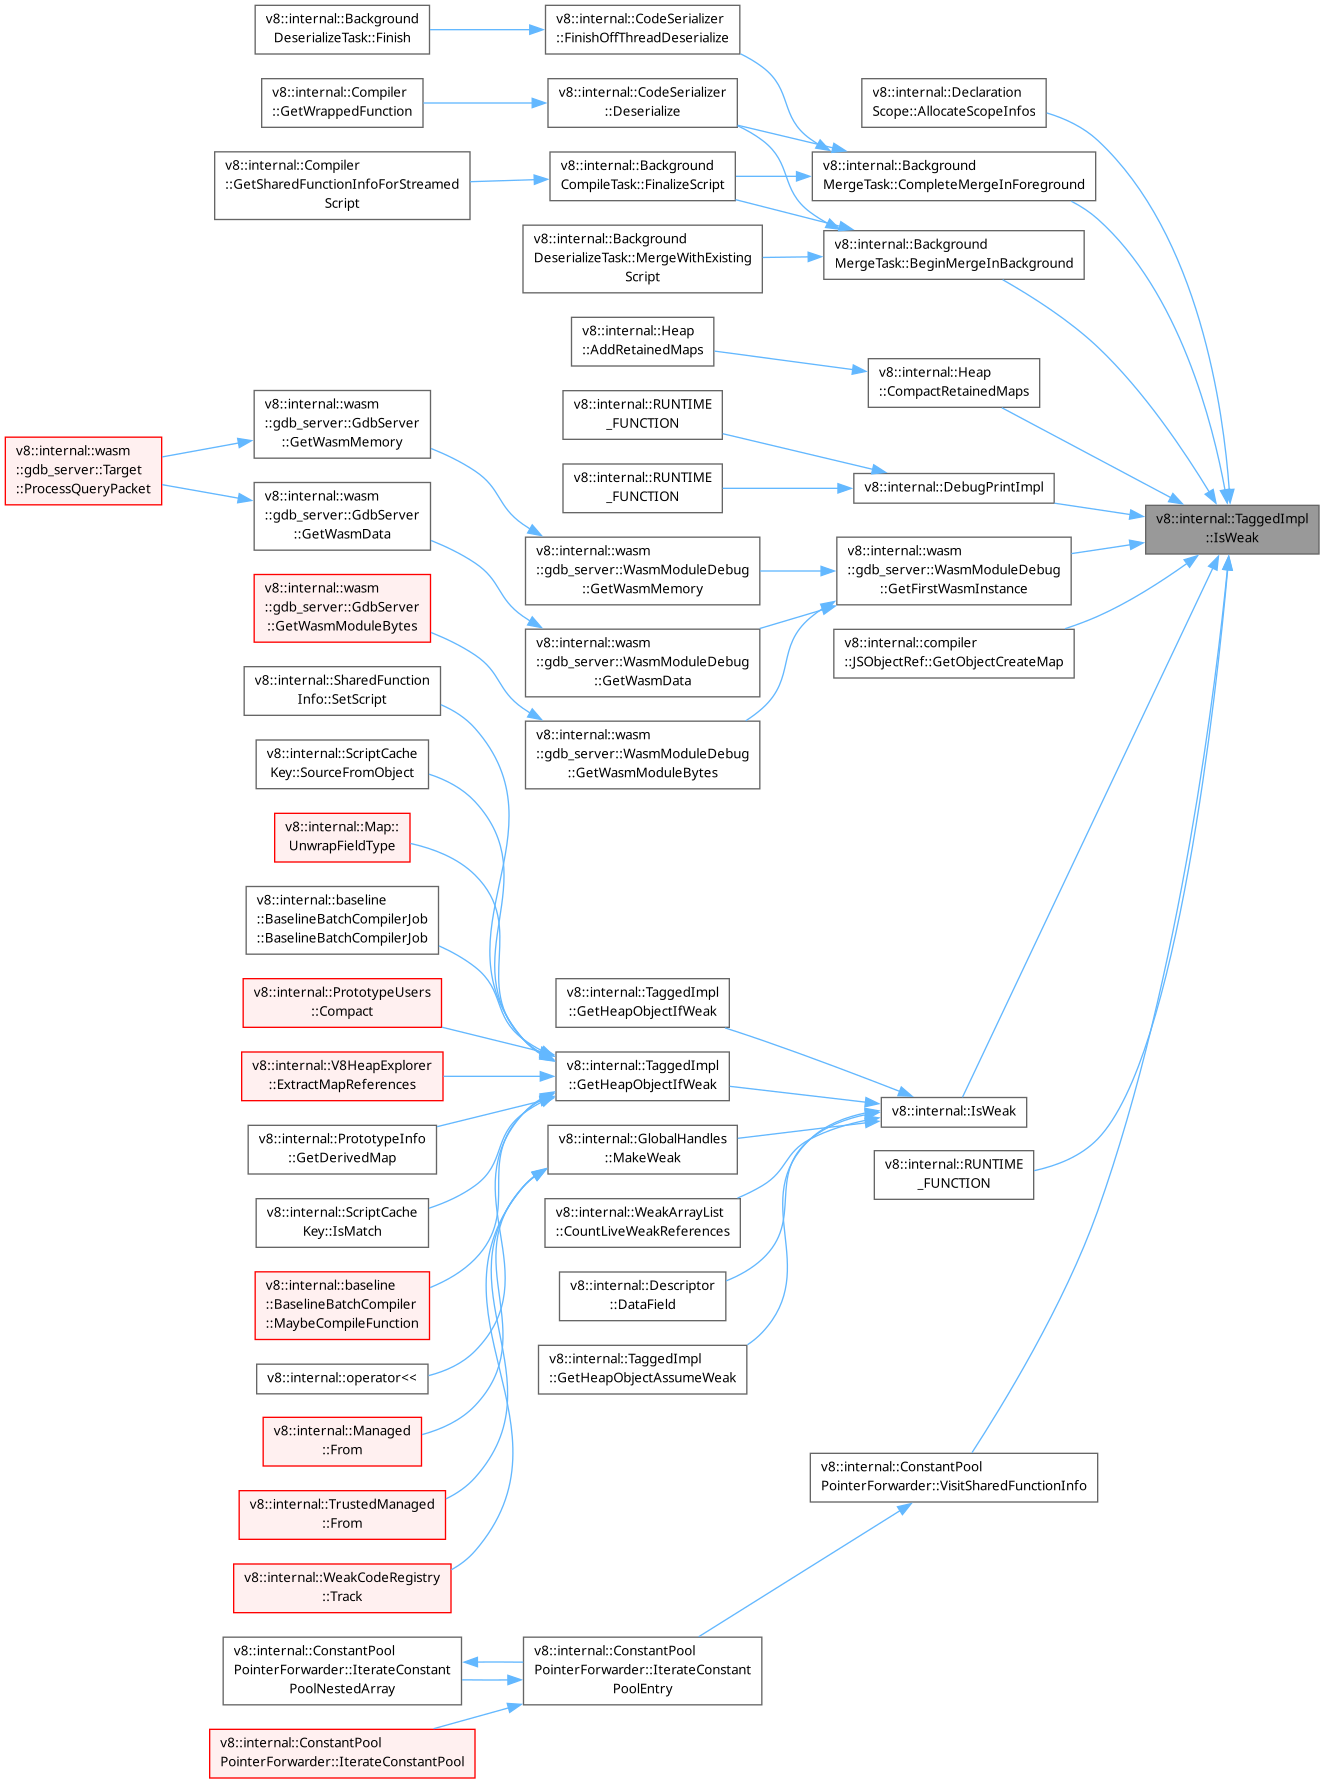 v8::internal::Background
DeserializeTask::Finish
v8::internal::CodeSerializer
::FinishOffThreadDeserialize
v8::internal::Compiler
::GetWrappedFunction
v8::internal::CodeSerializer
::Deserialize
v8::internal::Declaration
Scope::AllocateScopeInfos
v8::internal::Compiler
::GetSharedFunctionInfoForStreamed
Script
v8::internal::Background
CompileTask::FinalizeScript
v8::internal::Background
MergeTask::CompleteMergeInForeground
v8::internal::Background
DeserializeTask::MergeWithExisting
Script
v8::internal::Background
MergeTask::BeginMergeInBackground
v8::internal::Heap
::AddRetainedMaps
v8::internal::Heap
::CompactRetainedMaps
v8::internal::RUNTIME
_FUNCTION
v8::internal::RUNTIME
_FUNCTION
v8::internal::DebugPrintImpl
v8::internal::TaggedImpl
::IsWeak
v8::internal::wasm
::gdb_server::GdbServer
::GetWasmMemory
v8::internal::wasm
::gdb_server::Target
::ProcessQueryPacket
v8::internal::wasm
::gdb_server::GdbServer
::GetWasmData
v8::internal::wasm
::gdb_server::WasmModuleDebug
::GetWasmMemory
v8::internal::wasm
::gdb_server::WasmModuleDebug
::GetFirstWasmInstance
v8::internal::wasm
::gdb_server::GdbServer
::GetWasmModuleBytes
v8::internal::wasm
::gdb_server::WasmModuleDebug
::GetWasmData
v8::internal::compiler
::JSObjectRef::GetObjectCreateMap
v8::internal::SharedFunction
Info::SetScript
v8::internal::wasm
::gdb_server::WasmModuleDebug
::GetWasmModuleBytes
v8::internal::ScriptCache
Key::SourceFromObject
v8::internal::Map::
UnwrapFieldType
v8::internal::baseline
::BaselineBatchCompilerJob
::BaselineBatchCompilerJob
v8::internal::PrototypeUsers
::Compact
v8::internal::TaggedImpl
::GetHeapObjectIfWeak
v8::internal::V8HeapExplorer
::ExtractMapReferences
v8::internal::TaggedImpl
::GetHeapObjectIfWeak
v8::internal::IsWeak
v8::internal::PrototypeInfo
::GetDerivedMap
v8::internal::GlobalHandles
::MakeWeak
v8::internal::RUNTIME
_FUNCTION
v8::internal::ScriptCache
Key::IsMatch
v8::internal::WeakArrayList
::CountLiveWeakReferences
v8::internal::baseline
::BaselineBatchCompiler
::MaybeCompileFunction
v8::internal::Descriptor
::DataField
v8::internal::operator<<
v8::internal::TaggedImpl
::GetHeapObjectAssumeWeak
v8::internal::Managed
::From
v8::internal::ConstantPool
PointerForwarder::VisitSharedFunctionInfo
v8::internal::TrustedManaged
::From
v8::internal::WeakCodeRegistry
::Track
v8::internal::ConstantPool
PointerForwarder::IterateConstant
PoolNestedArray
v8::internal::ConstantPool
PointerForwarder::IterateConstant
PoolEntry
v8::internal::ConstantPool
PointerForwarder::IterateConstantPool